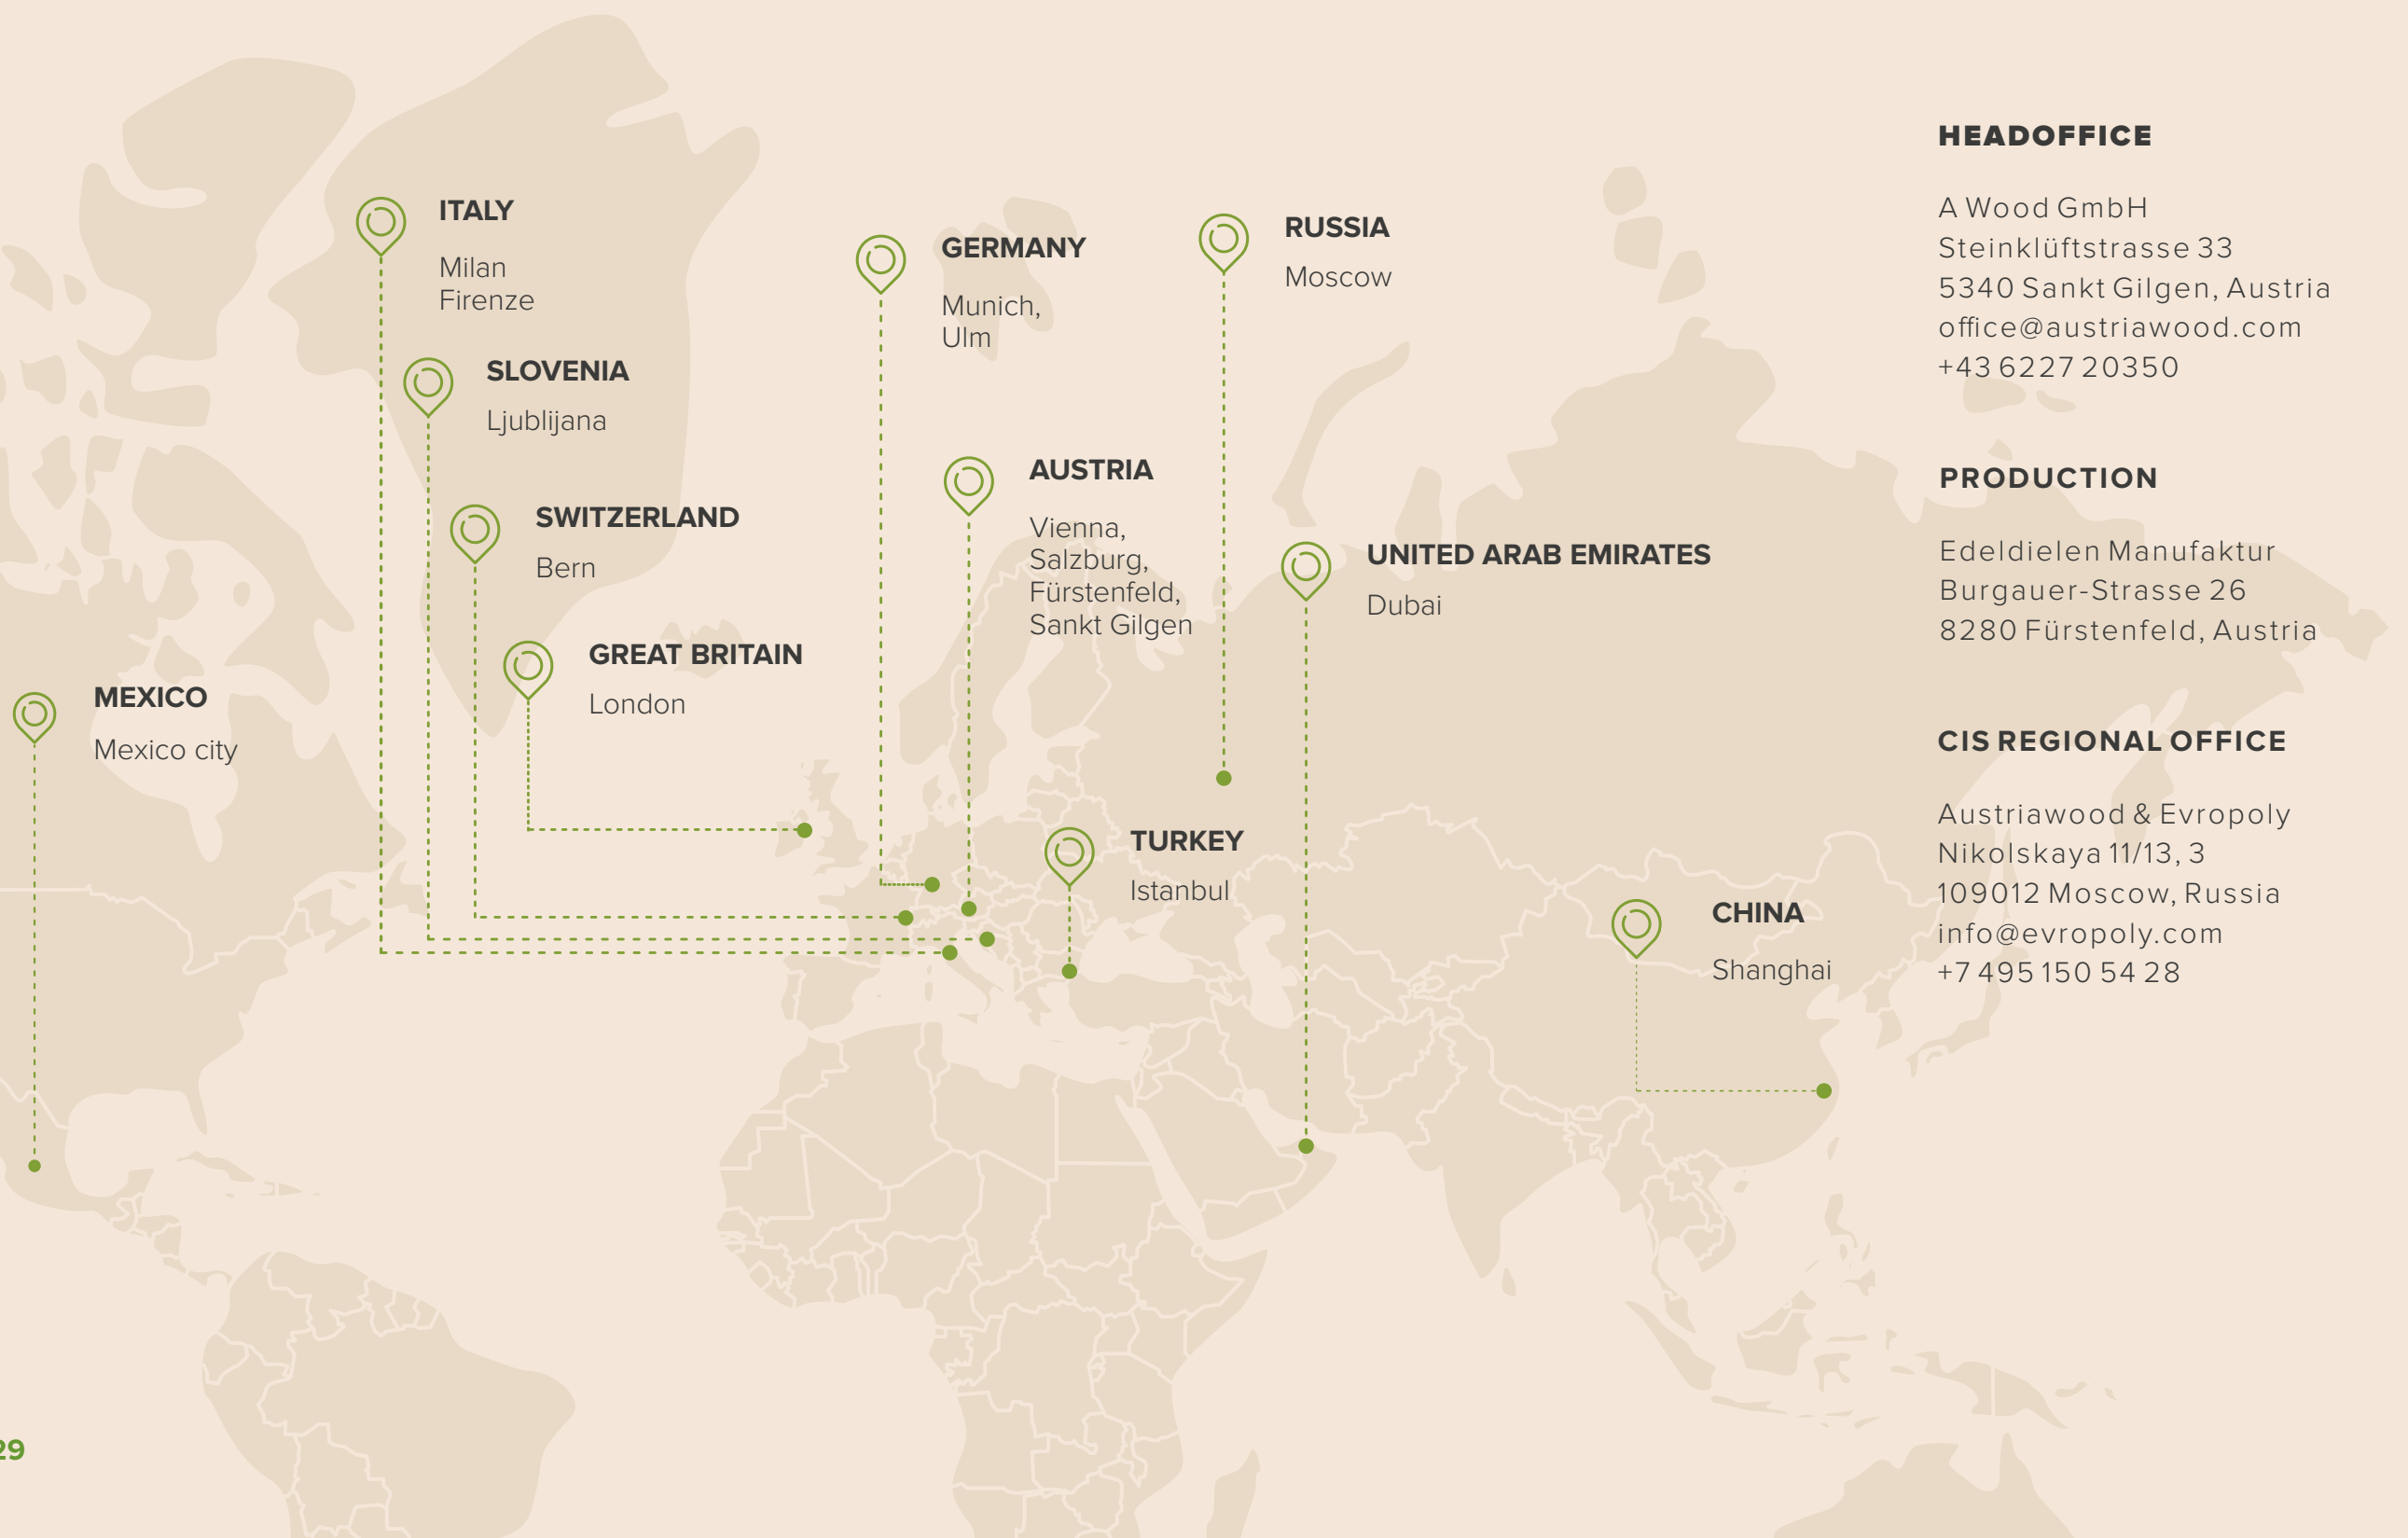 ITALY
Milan
Firenze
SLOVENIA
Ljublijana
SWITZERLAND
Bern
GREAT BRITAIN
London
MEXICO
Mexico city
GERMANY
Munich,
Ulm
AUSTRIA
Vienna,
Salzburg,
Fürstenfeld,
Sankt Gilgen
RUSSIA
Moscow
UNITED ARAB EMIRATES
Dubai
TURKEY
Istanbul
CHINA
Shanghai
HEADOFFICE
A Wood GmbH
Steinklüftstrasse 33
5340 Sankt Gilgen, Austria
office@austriawood.com
+43 6227 20350
PRODUCTION
Edeldielen Manufaktur
Burgauer-Strasse 26
8280 Fürstenfeld, Austria
CIS REGIONAL OFFICE
Austriawood & Evropoly
Nikolskaya 11/13, 3
109012 Moscow, Russia
info@evropoly.com
+7 495 150 54 28
29